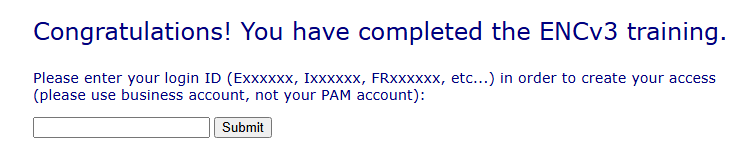 Congratulations! You have completed the ENCv3 training.
Please enter your login ID (Exxxxxx, Ixxxxxx, FRxxxxxx, etc...) in order to create your access
(please use business account, not your PAM account):
Submit